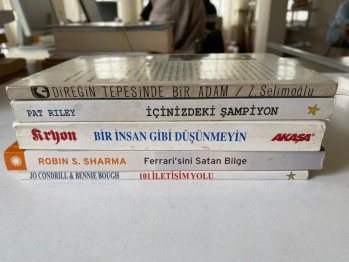 DİREĞİN TEPESİNDE BİR ADAM / Z. Selimoğlu
PAT RILEY İÇİNİZDEKİ ŞAMPİYON
Kryon BİR İNSAN GİBİ DÜŞÜNMEYİN AKAŞA
ROBIN S. SHARMA Ferrari'sini Satan Bilge
JO CONDRILL & BENNIE BOUGH 101 İLETİŞİM YOLU